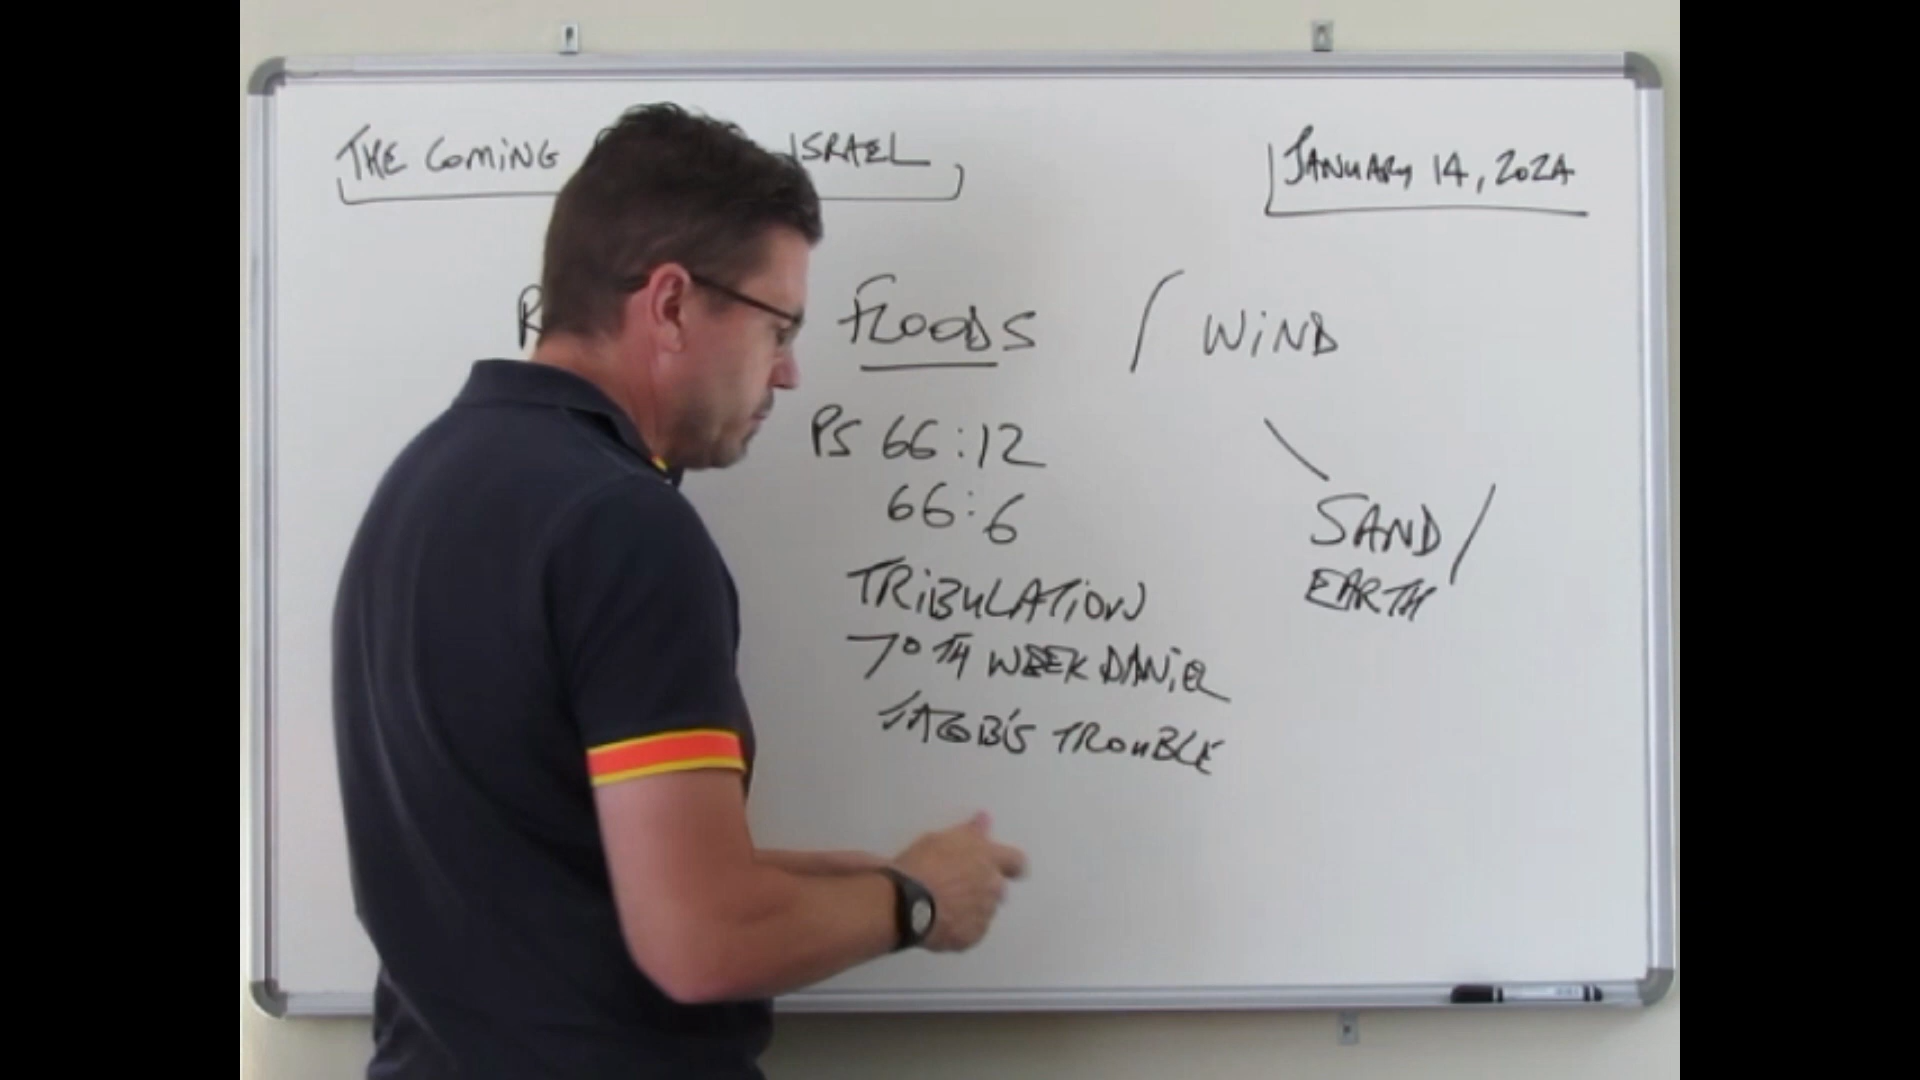 THE COMING ISRAEL
JANUARY 14, 2024
FLOODS / WIND
PS 66:12
66:6
SAND /
EARTH
TRIBULATION
70TH WEEK DANIEL
JACOB'S TROUBLE